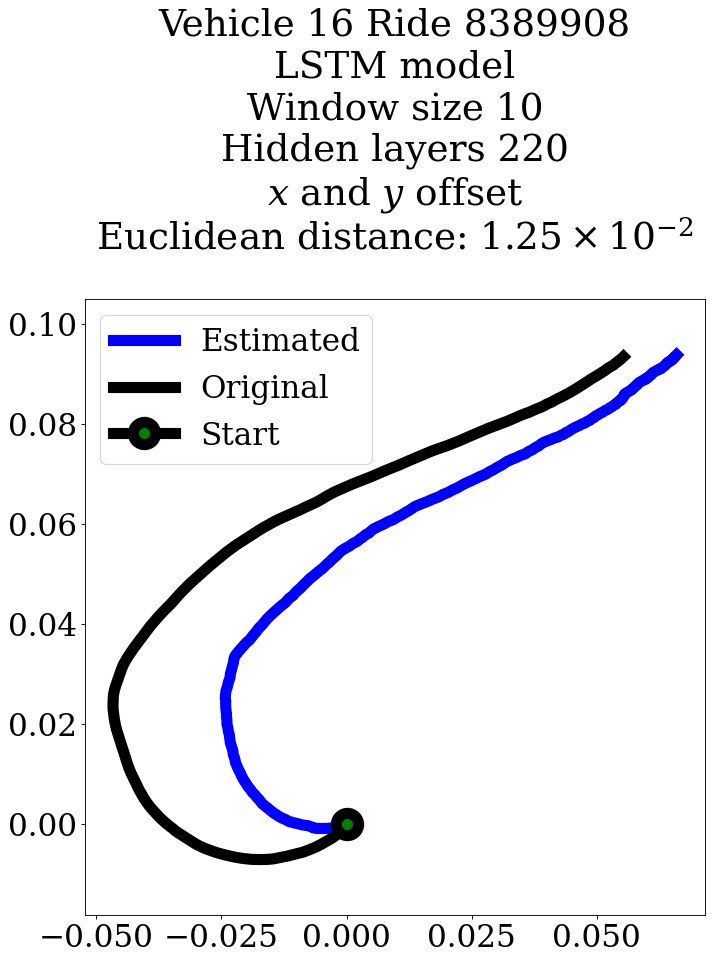 Vehicle 16 Ride 8389908
LSTM model
Window size 10
Hidden layers 220
x and y offset
Euclidean distance: 1.25 × 10⁻²
Estimated
Original
Start
0.10
0.08
0.06
0.04
0.02
0.00
−0.050 −0.025 0.000 0.025 0.050